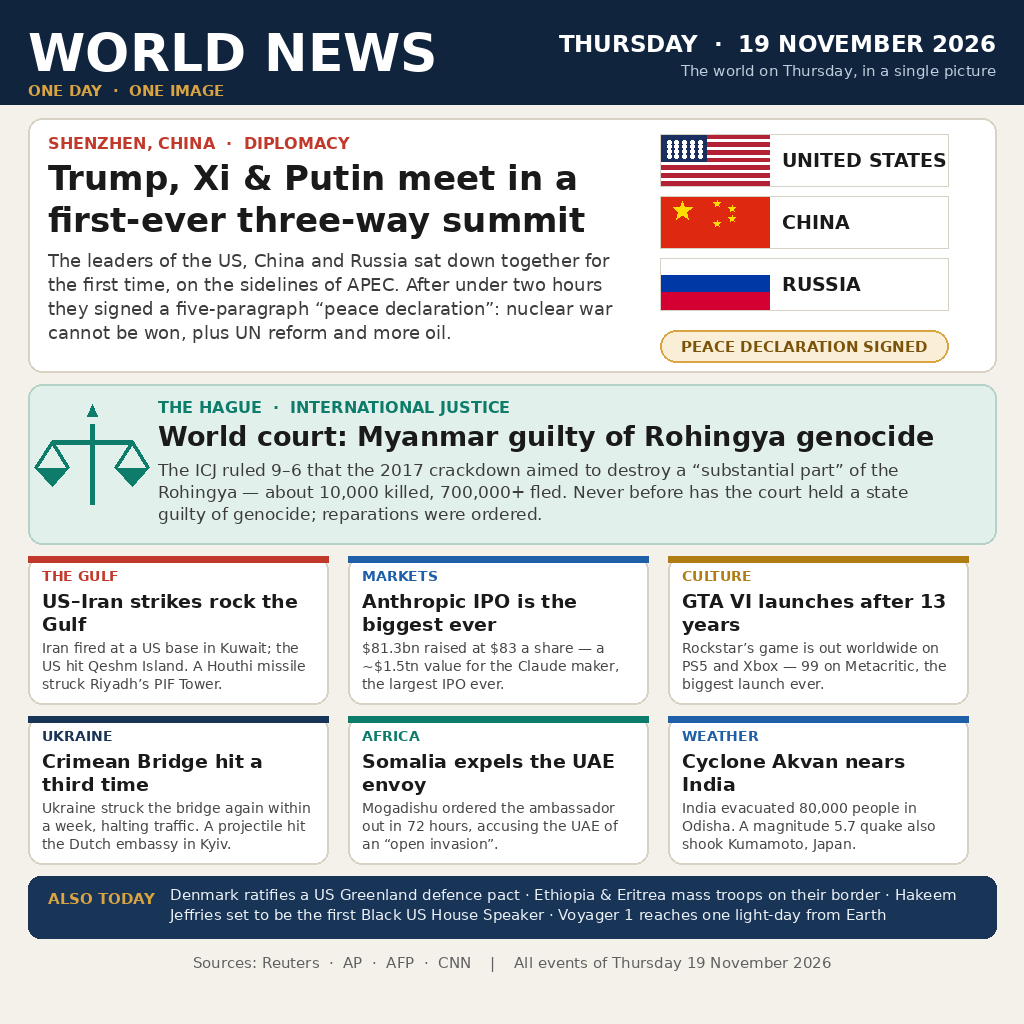 WORLD NEWS
ONE DAY · ONE IMAGE
THURSDAY · 19 NOVEMBER 2026
The world on Thursday, in a single picture
SHENZHEN, CHINA · DIPLOMACY
Trump, Xi & Putin meet in a
first-ever three-way summit
The leaders of the US, China and Russia sat down together for
the first time, on the sidelines of APEC. After under two hours
they signed a five-paragraph “peace declaration”: nuclear war
cannot be won, plus UN reform and more oil.
UNITED STATES
CHINA
RUSSIA
PEACE DECLARATION SIGNED
THE HAGUE · INTERNATIONAL JUSTICE
World court: Myanmar guilty of Rohingya genocide
The ICJ ruled 9–6 that the 2017 crackdown aimed to destroy a “substantial part” of the
Rohingya — about 10,000 killed, 700,000+ fled. Never before has the court held a state
guilty of genocide; reparations were ordered.
THE GULF
US–Iran strikes rock the
Gulf
Iran fired at a US base in Kuwait; the
US hit Qeshm Island. A Houthi missile
struck Riyadh’s PIF Tower.
MARKETS
Anthropic IPO is the
biggest ever
$81.3bn raised at $83 a share — a
~$1.5tn value for the Claude maker,
the largest IPO ever.
CULTURE
GTA VI launches after 13
years
Rockstar’s game is out worldwide on
PS5 and Xbox — 99 on Metacritic, the
biggest launch ever.
UKRAINE
Crimean Bridge hit a
third time
Ukraine struck the bridge again within
a week, halting traffic. A projectile hit
the Dutch embassy in Kyiv.
AFRICA
Somalia expels the UAE
envoy
Mogadishu ordered the ambassador
out in 72 hours, accusing the UAE of
an “open invasion”.
WEATHER
Cyclone Akvan nears
India
India evacuated 80,000 people in
Odisha. A magnitude 5.7 quake also
shook Kumamoto, Japan.
ALSO TODAY
Denmark ratifies a US Greenland defence pact · Ethiopia & Eritrea mass troops on their border · Hakeem
Jeffries set to be the first Black US House Speaker · Voyager 1 reaches one light-day from Earth
Sources: Reuters · AP · AFP · CNN | All events of Thursday 19 November 2026